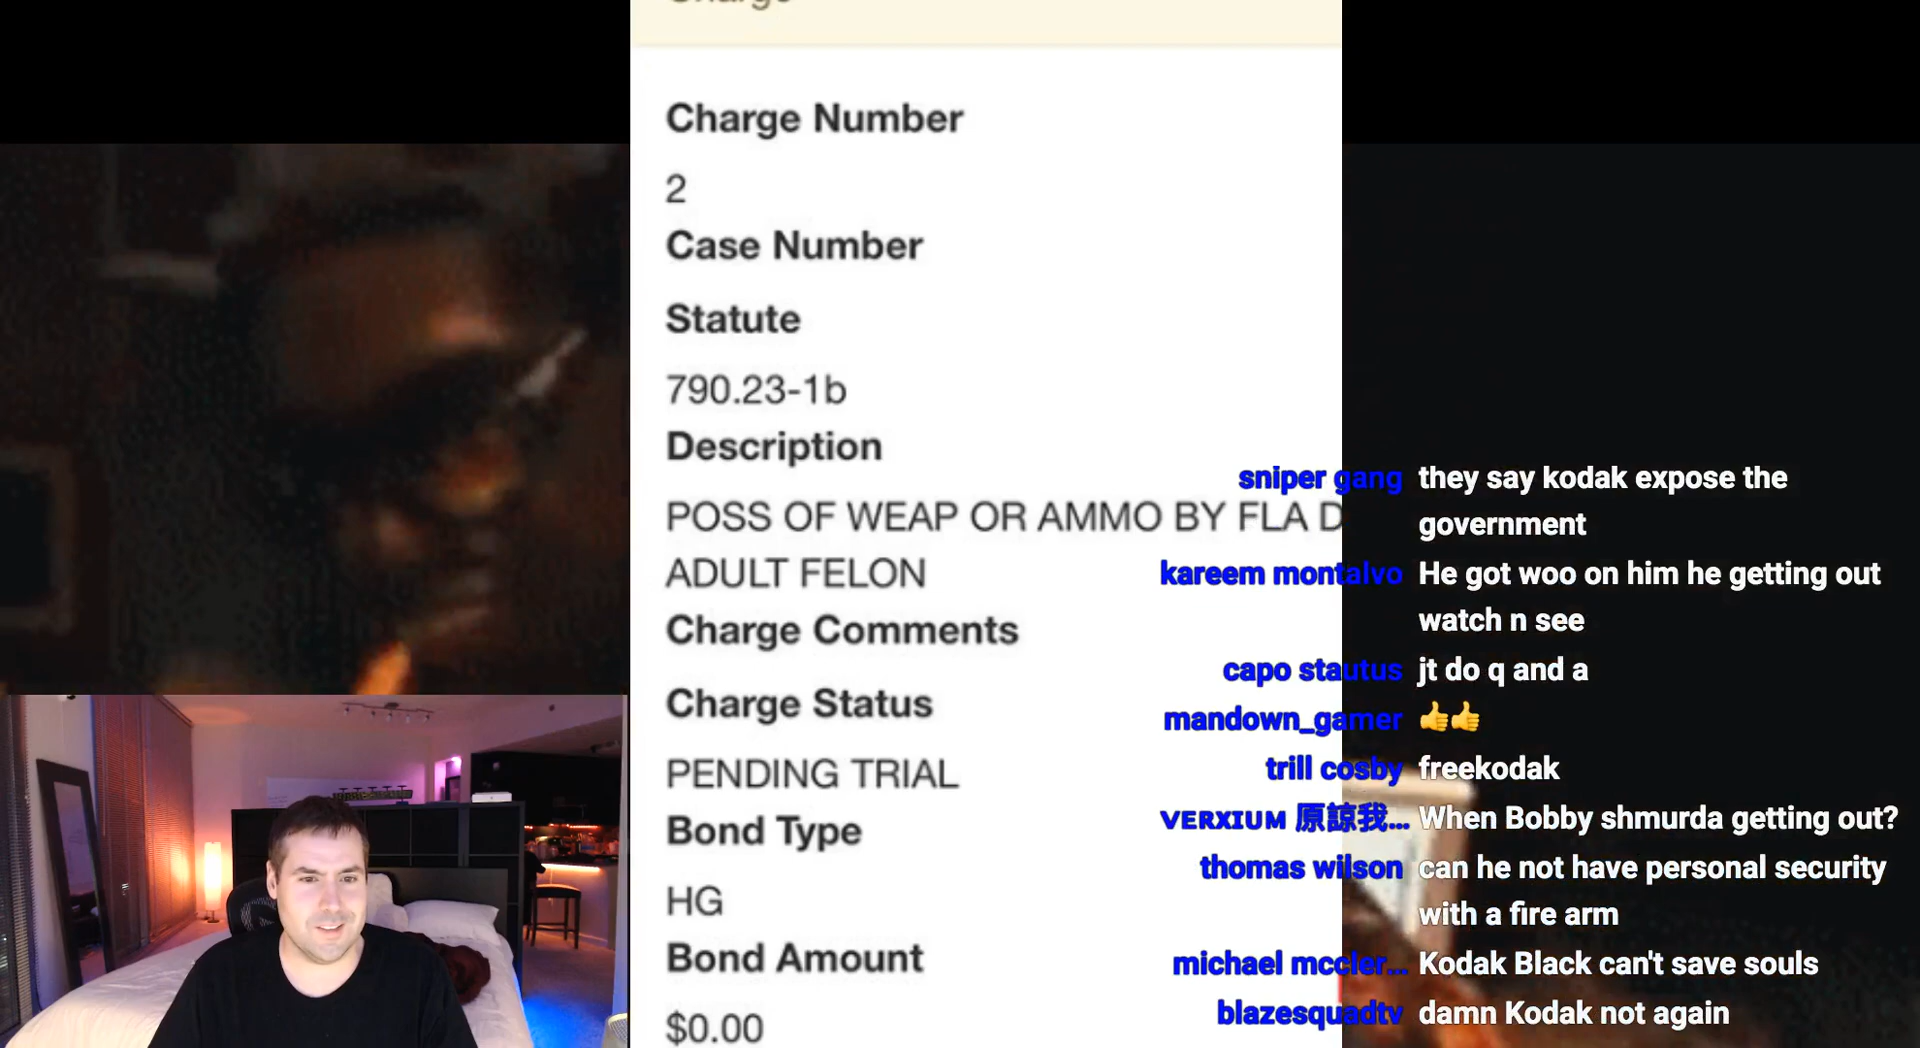 Charge
Charge Number
2
Case Number
Statute
790.23-1b
Description
POSS OF WEAP OR AMMO BY FLA D
ADULT FELON
Charge Comments
Charge Status
PENDING TRIAL
Bond Type
HG
Bond Amount
$0.00
sniper gang they say kodak expose the
government
kareem montalvo He got woo on him he getting out
watch n see
capo stautus jt do q and a
mandown_gamer 👍👍
trill cosby freekodak
ᴠᴇʀxɪᴜᴍ 原諒我... When Bobby shmurda getting out?
thomas wilson can he not have personal security
with a fire arm
michael mccler... Kodak Black can't save souls
blazesquadtv damn Kodak not again